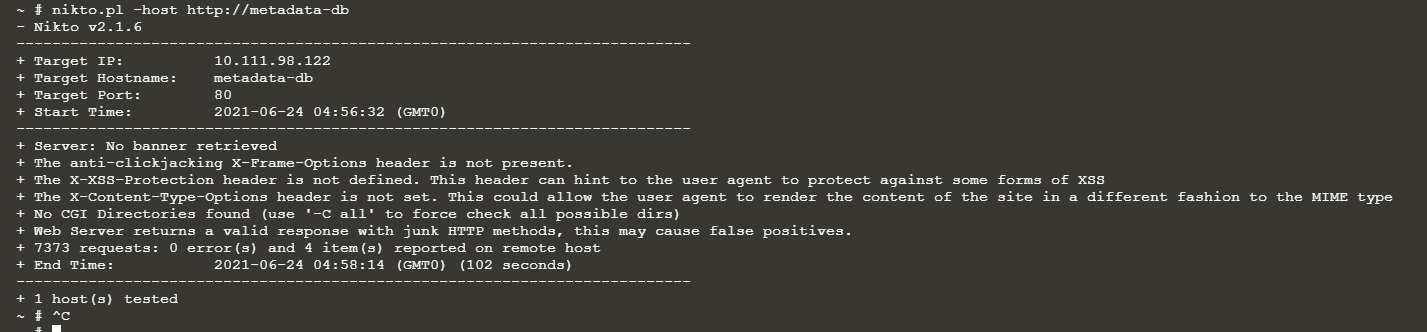 ~ # nikto.pl -host http://metadata-db
- Nikto v2.1.6
---------------------------------------------------------------------------
+ Target IP:          10.111.98.122
+ Target Hostname:    metadata-db
+ Target Port:        80
+ Start Time:         2021-06-24 04:56:32 (GMT0)
---------------------------------------------------------------------------
+ Server: No banner retrieved
+ The anti-clickjacking X-Frame-Options header is not present.
+ The X-XSS-Protection header is not defined. This header can hint to the user agent to protect against some forms of XSS
+ The X-Content-Type-Options header is not set. This could allow the user agent to render the content of the site in a different fashion to the MIME type
+ No CGI Directories found (use '-C all' to force check all possible dirs)
+ Web Server returns a valid response with junk HTTP methods, this may cause false positives.
+ 7373 requests: 0 error(s) and 4 item(s) reported on remote host
+ End Time:           2021-06-24 04:58:14 (GMT0) (102 seconds)
---------------------------------------------------------------------------
+ 1 host(s) tested
~ # ^C
~ #